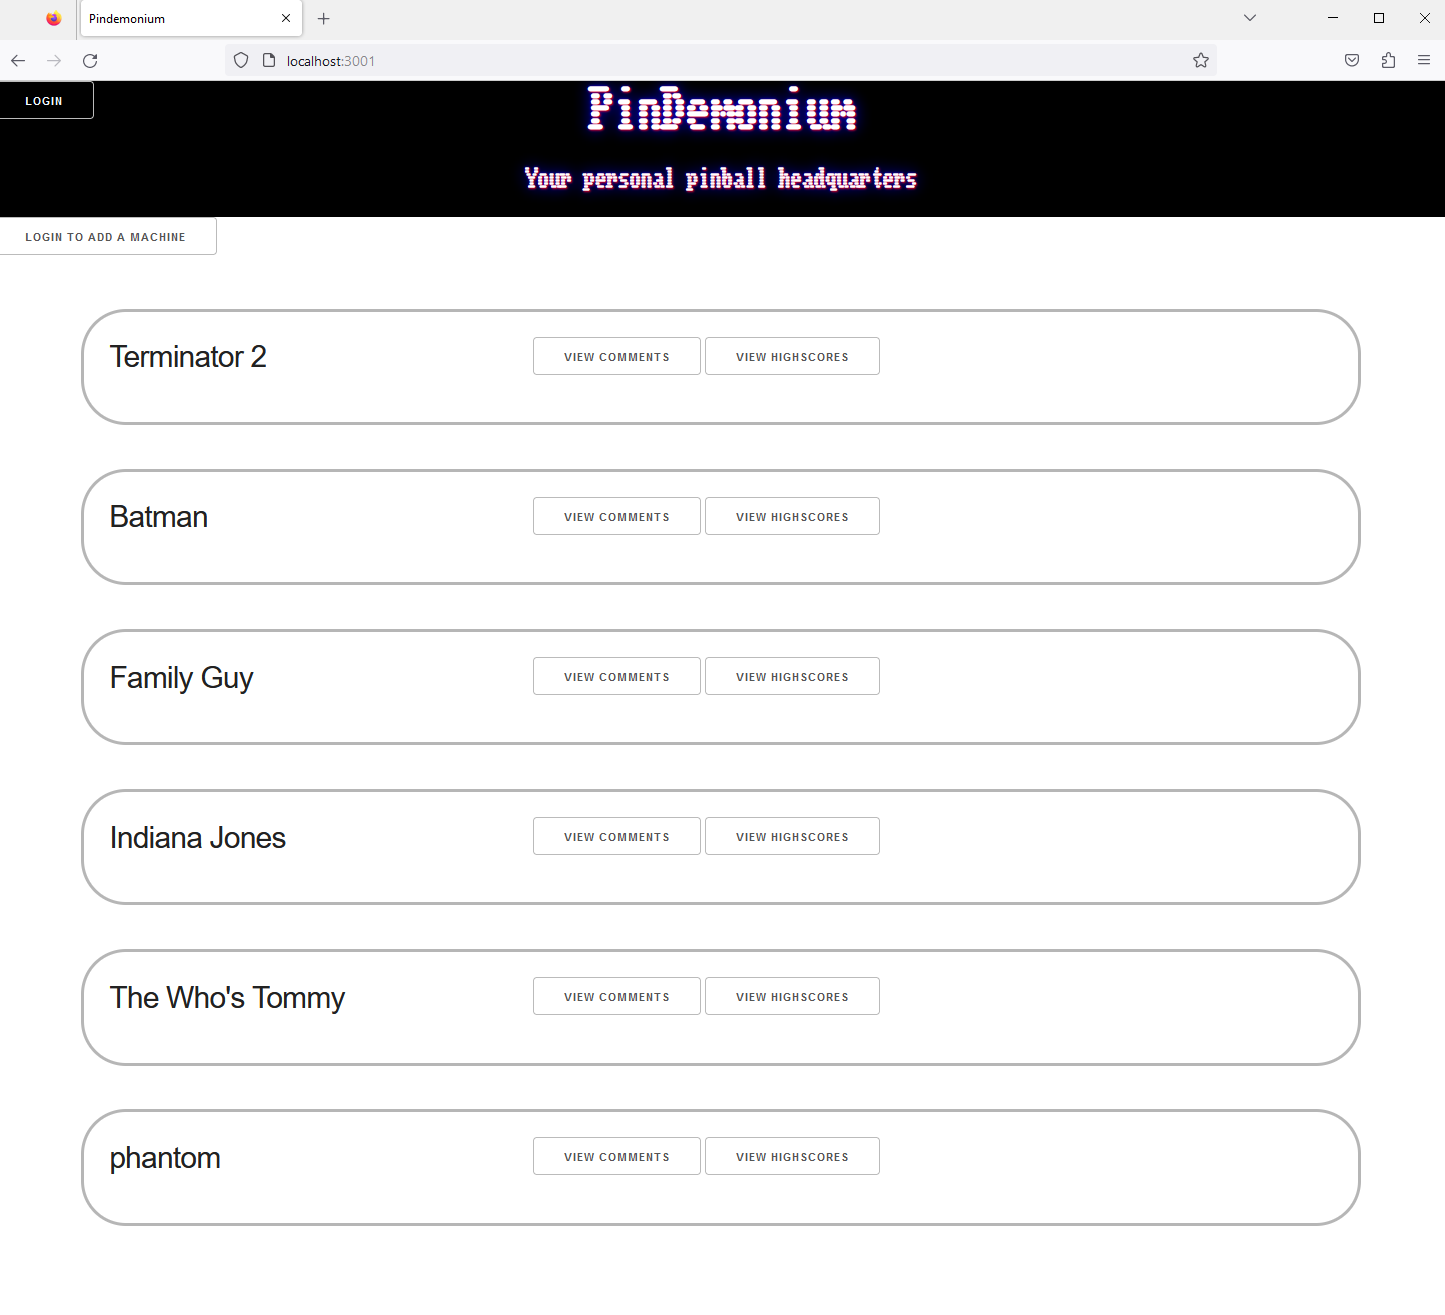 Pindemonium
localhost:3001
LOGIN
PinDemonium
Your personal pinball headquarters
LOGIN TO ADD A MACHINE
Terminator 2 VIEW COMMENTS VIEW HIGHSCORES
Batman VIEW COMMENTS VIEW HIGHSCORES
Family Guy VIEW COMMENTS VIEW HIGHSCORES
Indiana Jones VIEW COMMENTS VIEW HIGHSCORES
The Who's Tommy VIEW COMMENTS VIEW HIGHSCORES
phantom VIEW COMMENTS VIEW HIGHSCORES